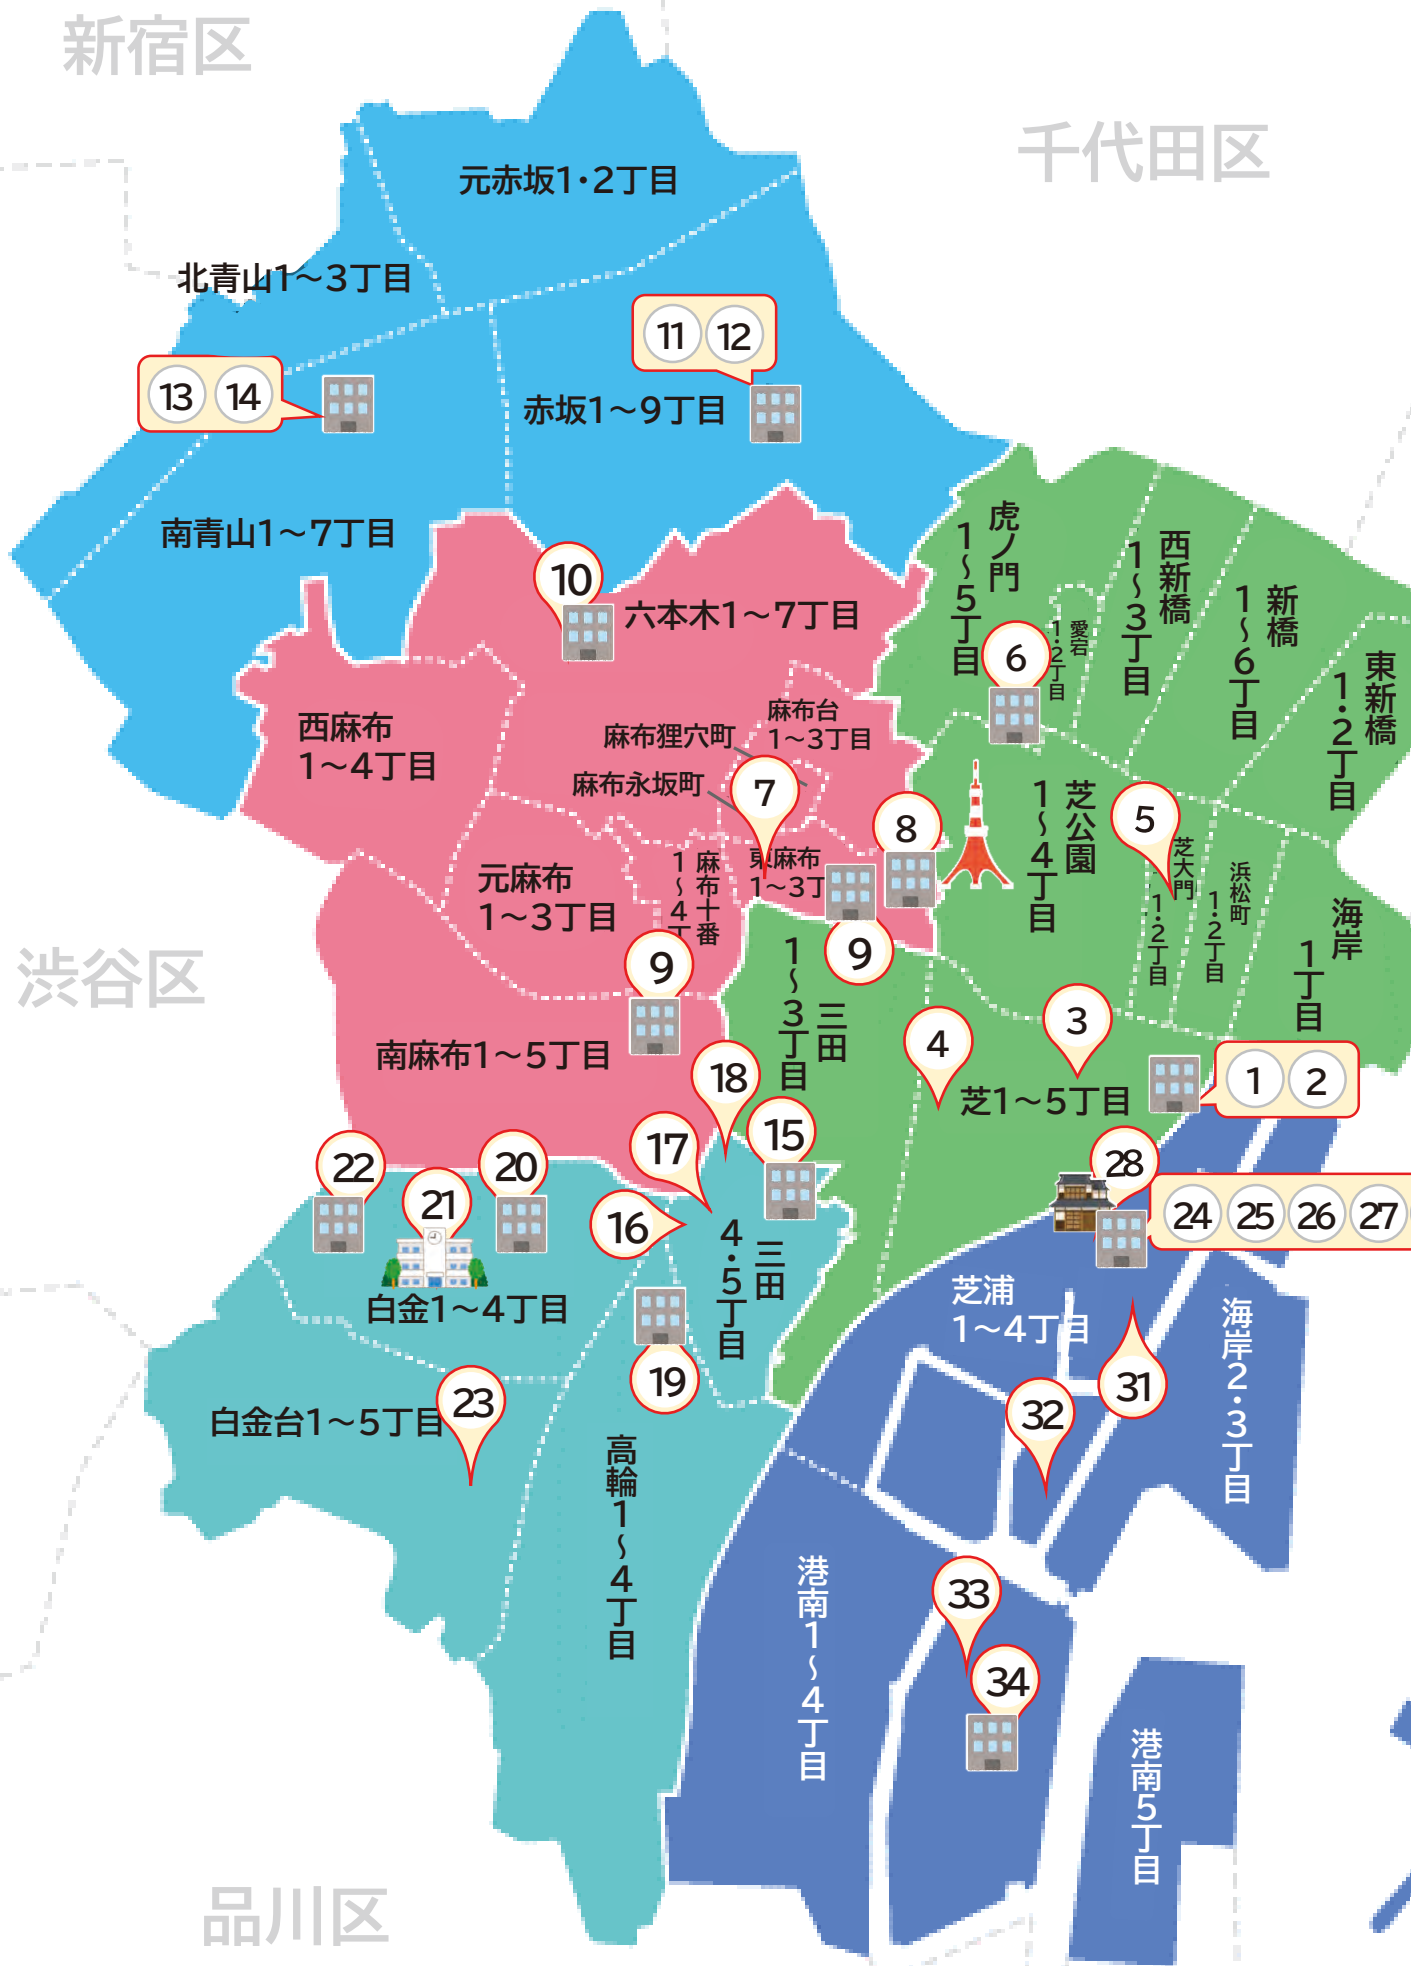 新宿区
千代田区
元赤坂1・2丁目
北青山1～3丁目
11 12
13 14
赤坂1～9丁目
南青山1～7丁目
虎ノ門
1～5丁目
西新橋
1～3丁目
新橋
1～6丁目
東新橋
1・2丁目
愛宕
1・2丁目
6
10
六本木1～7丁目
西麻布
1～4丁目
麻布台
1～3丁目
麻布狸穴町
麻布永坂町
7
8
芝公園
1～4丁目
5
芝大門
1・2丁目
浜松町
1・2丁目
海岸
1丁目
元麻布
1～3丁目
麻布十番
1～4丁
東麻布
1～3丁
9
9
渋谷区
三田
1～3丁目
4
3
南麻布1～5丁目
芝1～5丁目
1 2
18
17
15
16
22
21
20
28
24 25 26 27
三田
4・5丁目
白金1～4丁目
19
芝浦
1～4丁目
海岸2・3丁目
31
32
白金台1～5丁目
23
高輪1～4丁目
港南1～4丁目
33
34
港南5丁目
品川区